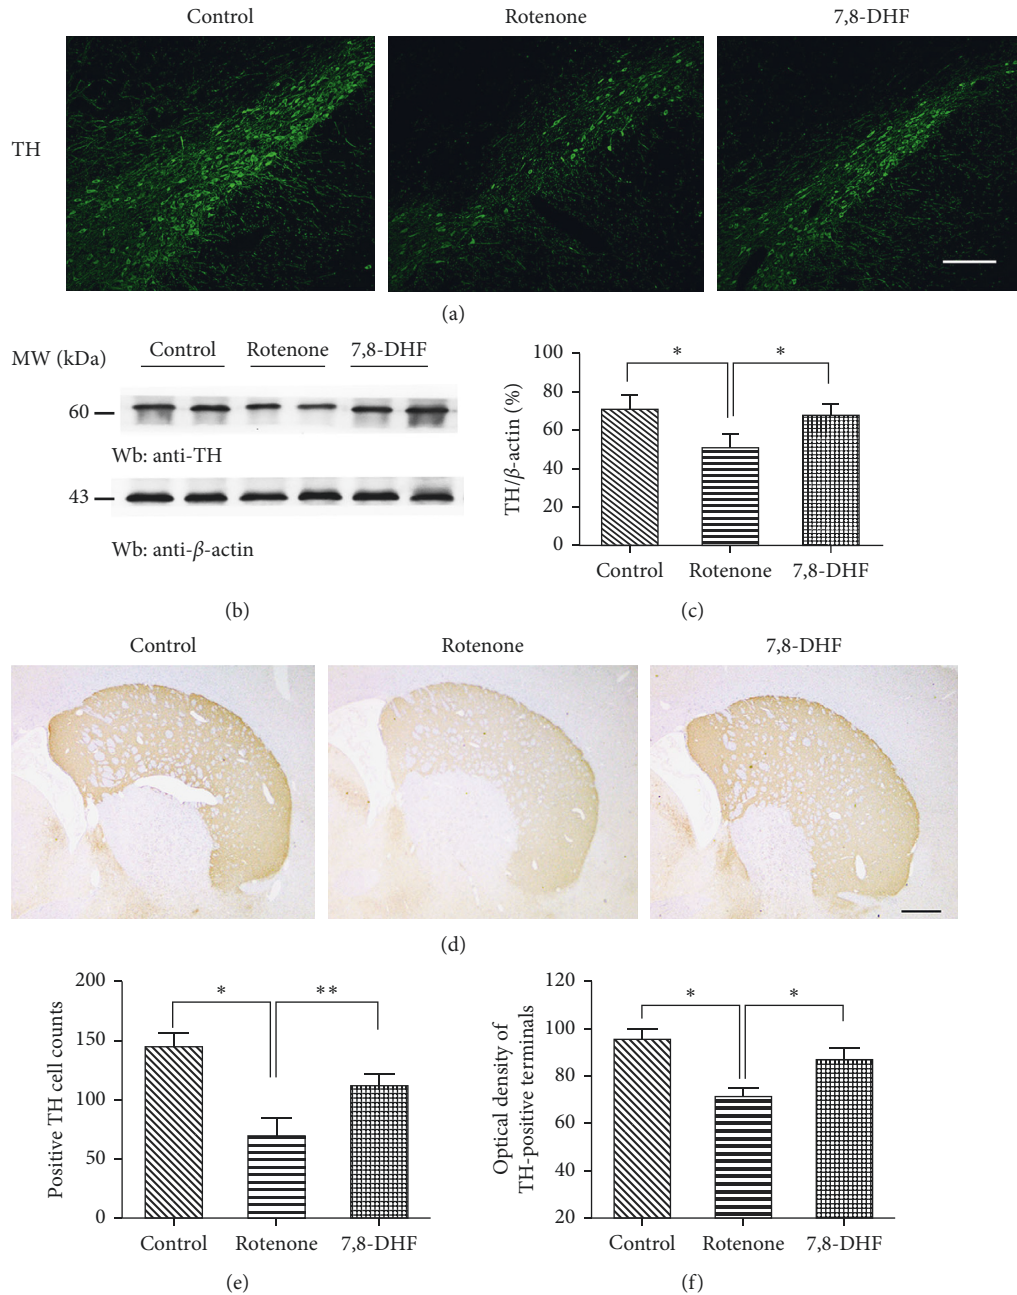 Control Rotenone 7,8-DHF
TH
(a)
MW (kDa) Control Rotenone 7,8-DHF
60
Wb: anti-TH
43
Wb: anti-β-actin
(b)
TH/β-actin (%)
100
80
60
40
20
0
* *
Control Rotenone 7,8-DHF
(c)
Control Rotenone 7,8-DHF
(d)
Positive TH cell counts
200
150
100
50
0
* **
Control Rotenone 7,8-DHF
(e)
Optical density of
TH-positive terminals
120
100
80
60
40
20
* *
Control Rotenone 7,8-DHF
(f)